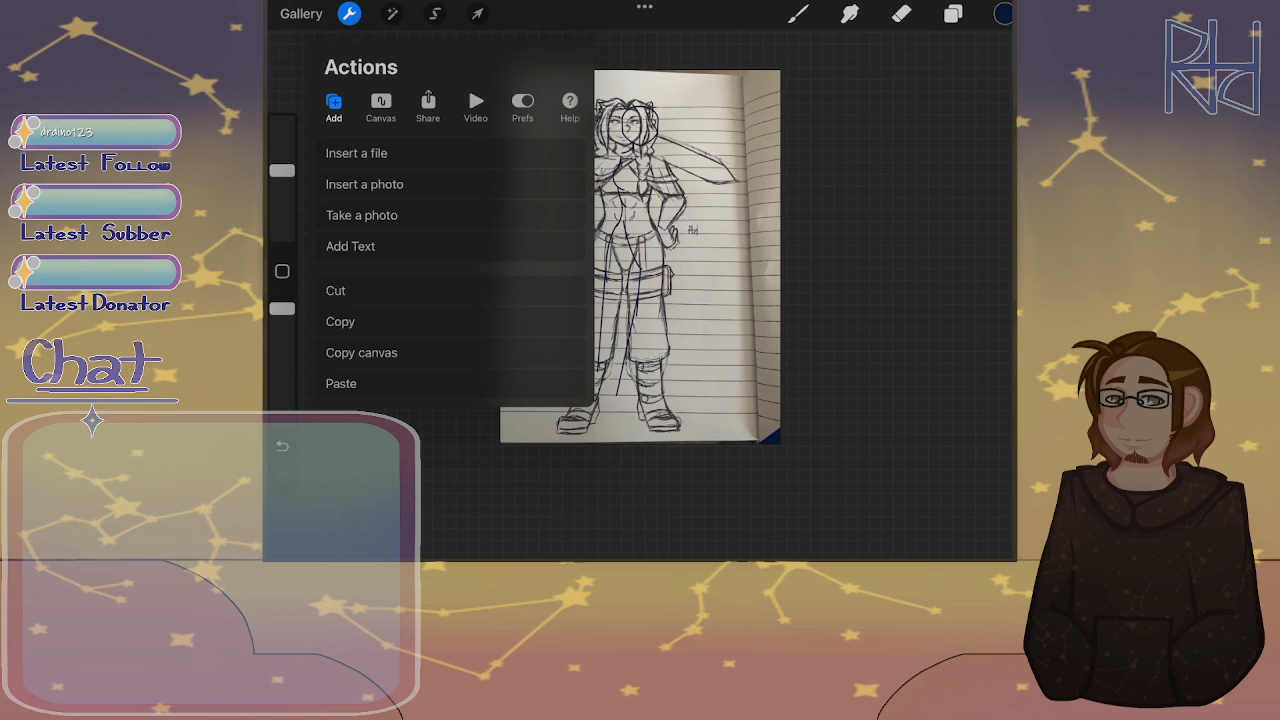 Gallery
Actions
Add
Canvas
Share
Video
Prefs
Help
Insert a file
Insert a photo
Take a photo
Add Text
Cut
Copy
Copy canvas
Paste
drdino123
Latest Follow
Latest Subber
Latest Donator
Chat